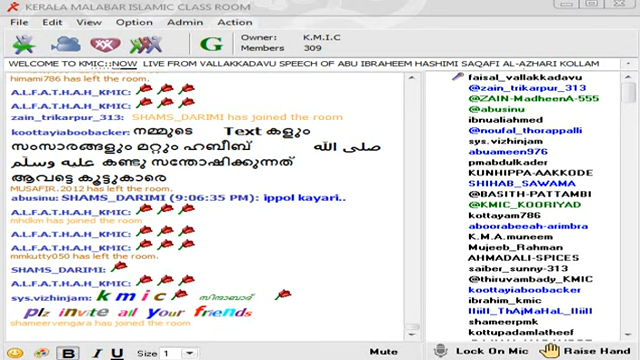 KERALA MALABAR ISLAMIC CLASS ROOM
File Edit View Option Admin Action
G Owner: K.M.I.C
Members 309
WELCOME TO KMIC::NOW LIVE FROM VALLAKKADAVU SPEECH OF ABU IBRAHEEM HASHIMI SAQAFI AL-AZHARI KOLLAM
himami786 has left the room.
A.L.F.A.T.H.A.H_KMIC:
A.L.F.A.T.H.A.H_KMIC:
zain_trikarpur_313: SHAMS_DARIMI has joined the room
koottayiaboobacker: നമ്മുടെ Text കളും
സംസാരങ്ങളും മറ്റും ഹബീബ് صلى الله
عليه وسلم കണ്ടു സന്തോഷിക്കുന്നത്
ആവട്ടെ കൂട്ടുകാരെ
MUSAFIR.2012 has left the room.
abusinu: SHAMS_DARIMI (9:06:35 PM): ippol kayari..
A.L.F.A.T.H.A.H_KMIC:
mhdkm has joined the room
A.L.F.A.T.H.A.H_KMIC:
A.L.F.A.T.H.A.H_KMIC:
mmkutty050 has left the room.
SHAMS_DARIMI:
A.L.F.A.T.H.A.H_KMIC:
sys.vizhinjam: k m i c സിന്ദാബാദ്
plz invite all your friends
shameervengara has joined the room
faisal_vallakkadavu
@zain_trikarpur_313
@ZAIN-MadheenA-555
@abusinu
ibnualiahmed
@noufal_thorappalli
sys.vizhinjam
abuameen976
pmabdulkader
KUNHIPPA-AKKODE
SHIHAB_SAWAMA
@BASITH-PATTAMBI
@KMIC_KOORIYAD
kottayam786
aboorabeeah-arimbra
K.M.A.muneem
Mujeeb_Rahman
AHMADALI-SPICES
saiber_sunny-313
@thiruvambady_KMIC
koottayiaboobacker
ibrahim_kmic
IIiiII_ThAjMaHaL_IIiiII
shameerpmk
kottupadamlatheef
B I U Size 1 Mute Lock On Mic Raise Hand